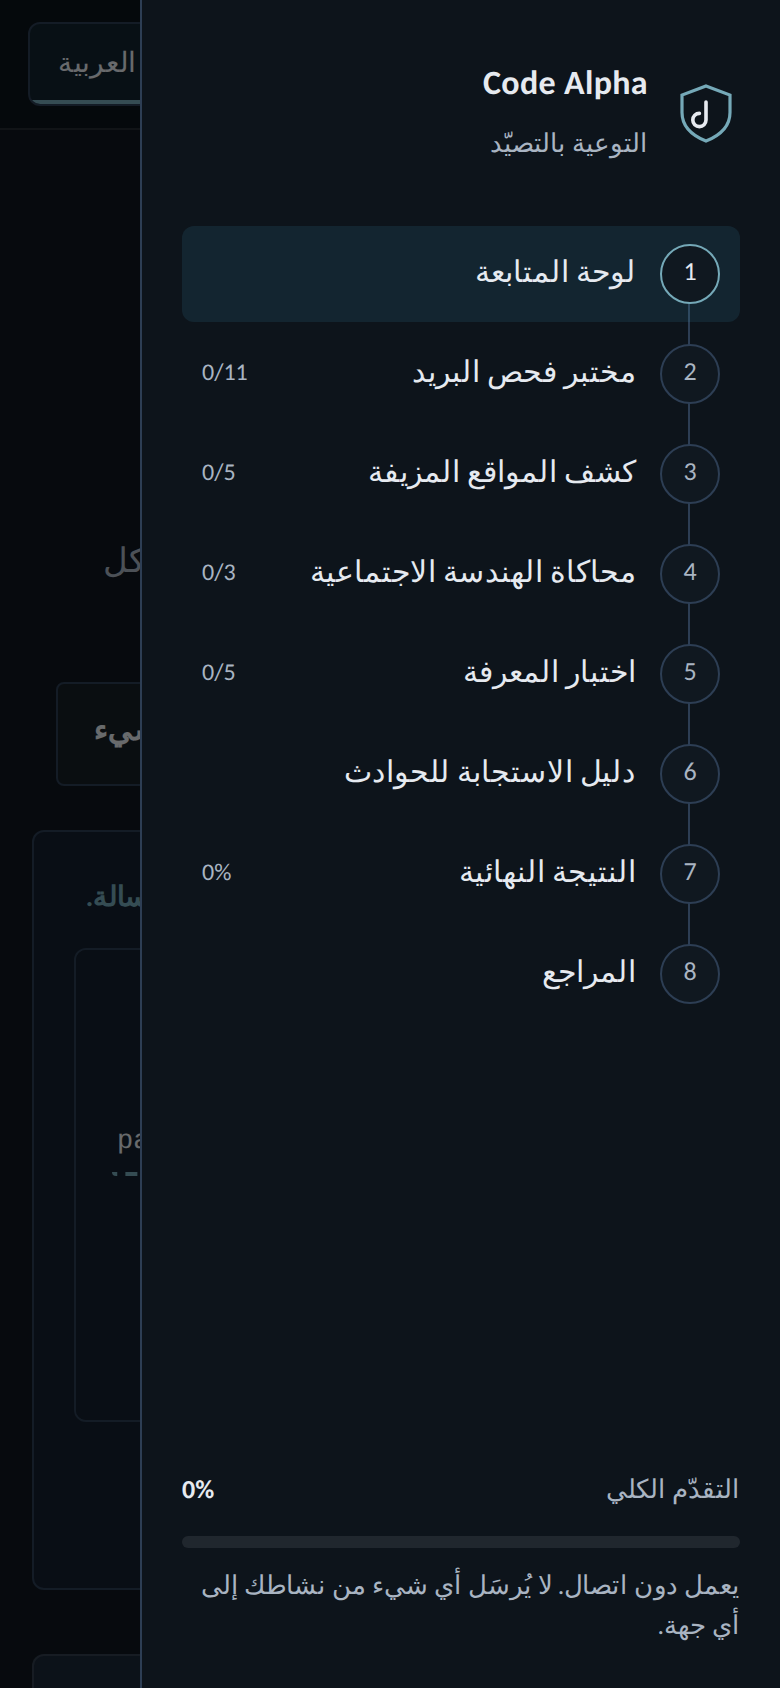 العربية
Code Alpha
التوعية بالتصيّد
1
لوحة المتابعة
2
مختبر فحص البريد
0/11
3
كشف المواقع المزيفة
0/5
4
محاكاة الهندسة الاجتماعية
0/3
5
اختبار المعرفة
0/5
6
دليل الاستجابة للحوادث
7
النتيجة النهائية
0%
8
المراجع
كل
التقدّم الكلي
0%
يعمل دون اتصال. لا يُرسَل أي شيء من نشاطك إلى
أي جهة.